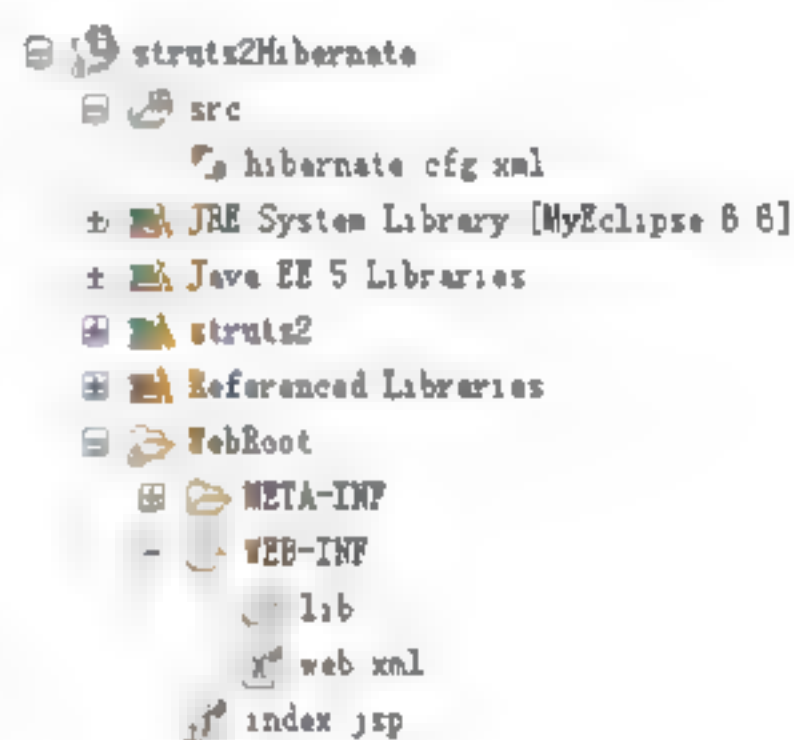 struts2Hibernate
src
hibernate.cfg.xml
JRE System Library [MyEclipse 6.6]
Java EE 5 Libraries
struts2
Referenced Libraries
WebRoot
META-INF
WEB-INF
lib
web.xml
index.jsp